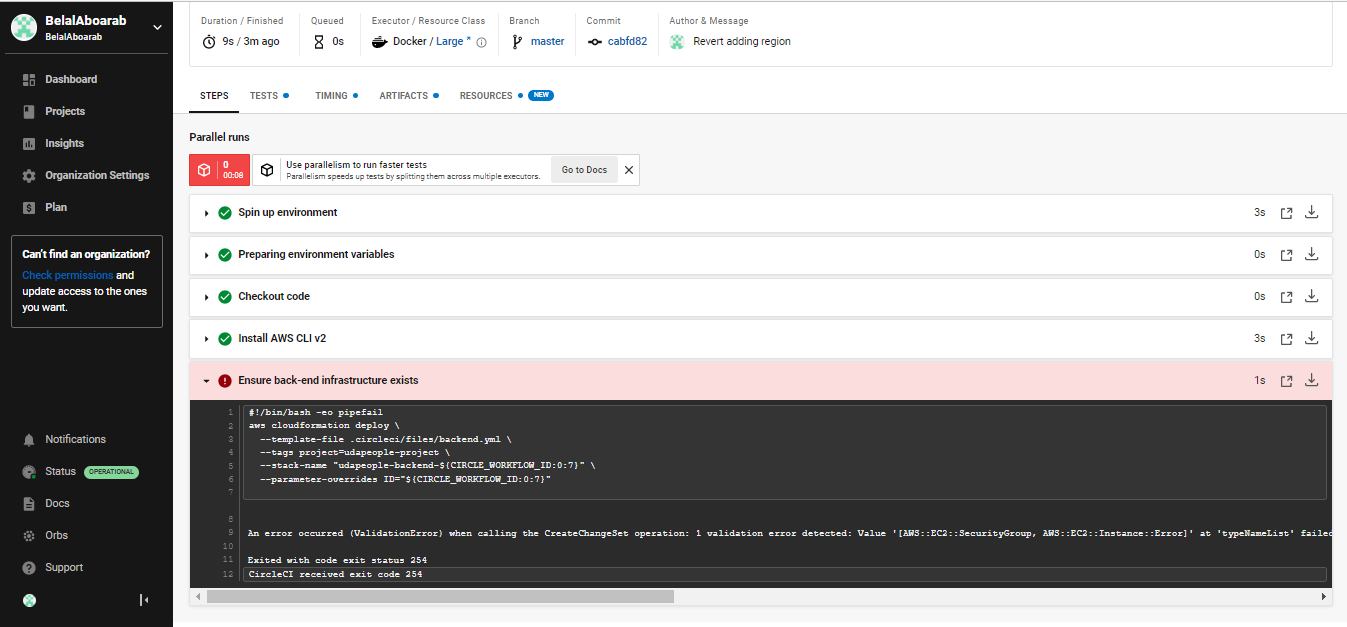 BelalAboarab
BelalAboarab
Dashboard
Projects
Insights
Organization Settings
Plan
Can't find an organization?
Check permissions and
update access to the ones
you want.
Notifications
Status OPERATIONAL
Docs
Orbs
Support
Duration / Finished
9s / 3m ago
Queued
0s
Executor / Resource Class
Docker / Large *
Branch
master
Commit
cabfd82
Author & Message
Revert adding region
STEPS TESTS TIMING ARTIFACTS RESOURCES NEW
Parallel runs
0
00:08
Use parallelism to run faster tests
Parallelism speeds up tests by splitting them across multiple executors.
Go to Docs
Spin up environment 3s
Preparing environment variables 0s
Checkout code 0s
Install AWS CLI v2 3s
Ensure back-end infrastructure exists 1s
1 #!/bin/bash -eo pipefail
2 aws cloudformation deploy \
3 --template-file .circleci/files/backend.yml \
4 --tags project=udapeople-project \
5 --stack-name "udapeople-backend-${CIRCLE_WORKFLOW_ID:0:7}" \
6 --parameter-overrides ID="${CIRCLE_WORKFLOW_ID:0:7}"
7
8
9 An error occurred (ValidationError) when calling the CreateChangeSet operation: 1 validation error detected: Value '[AWS::EC2::SecurityGroup, AWS::EC2::Instance::Error]' at 'typeNameList' failed
10
11 Exited with code exit status 254
12 CircleCI received exit code 254